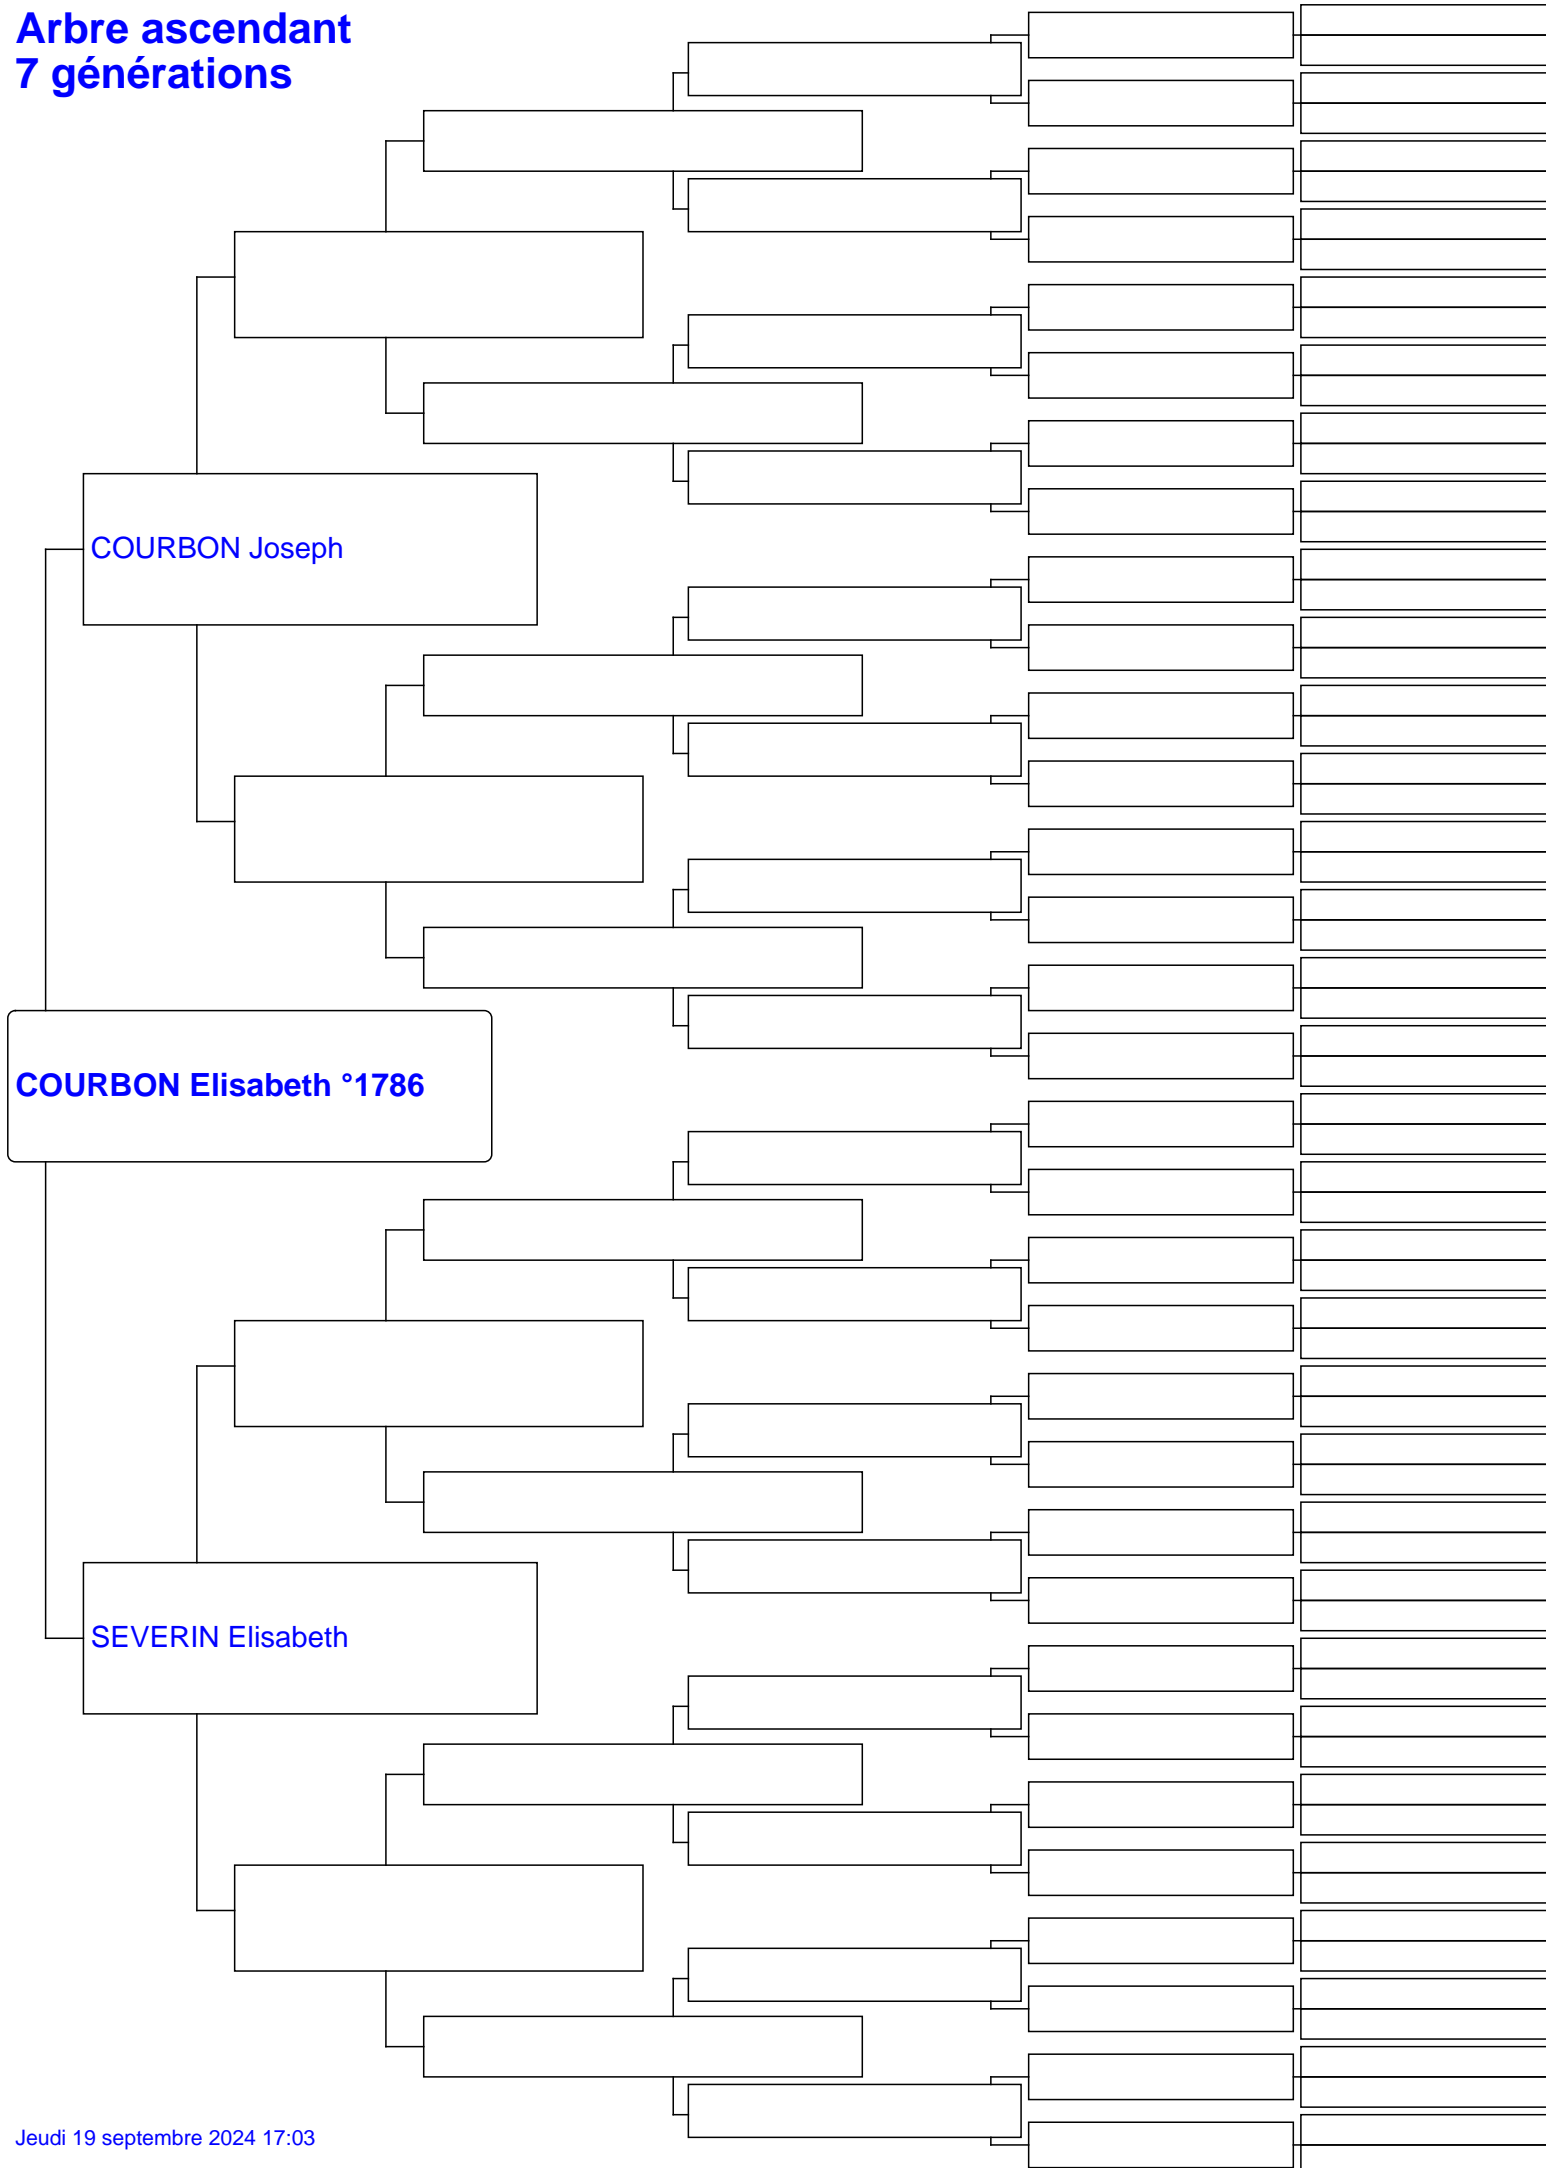 Arbre ascendant
7 générations
COURBON Joseph
COURBON Elisabeth °1786
SEVERIN Elisabeth
Jeudi 19 septembre 2024 17:03